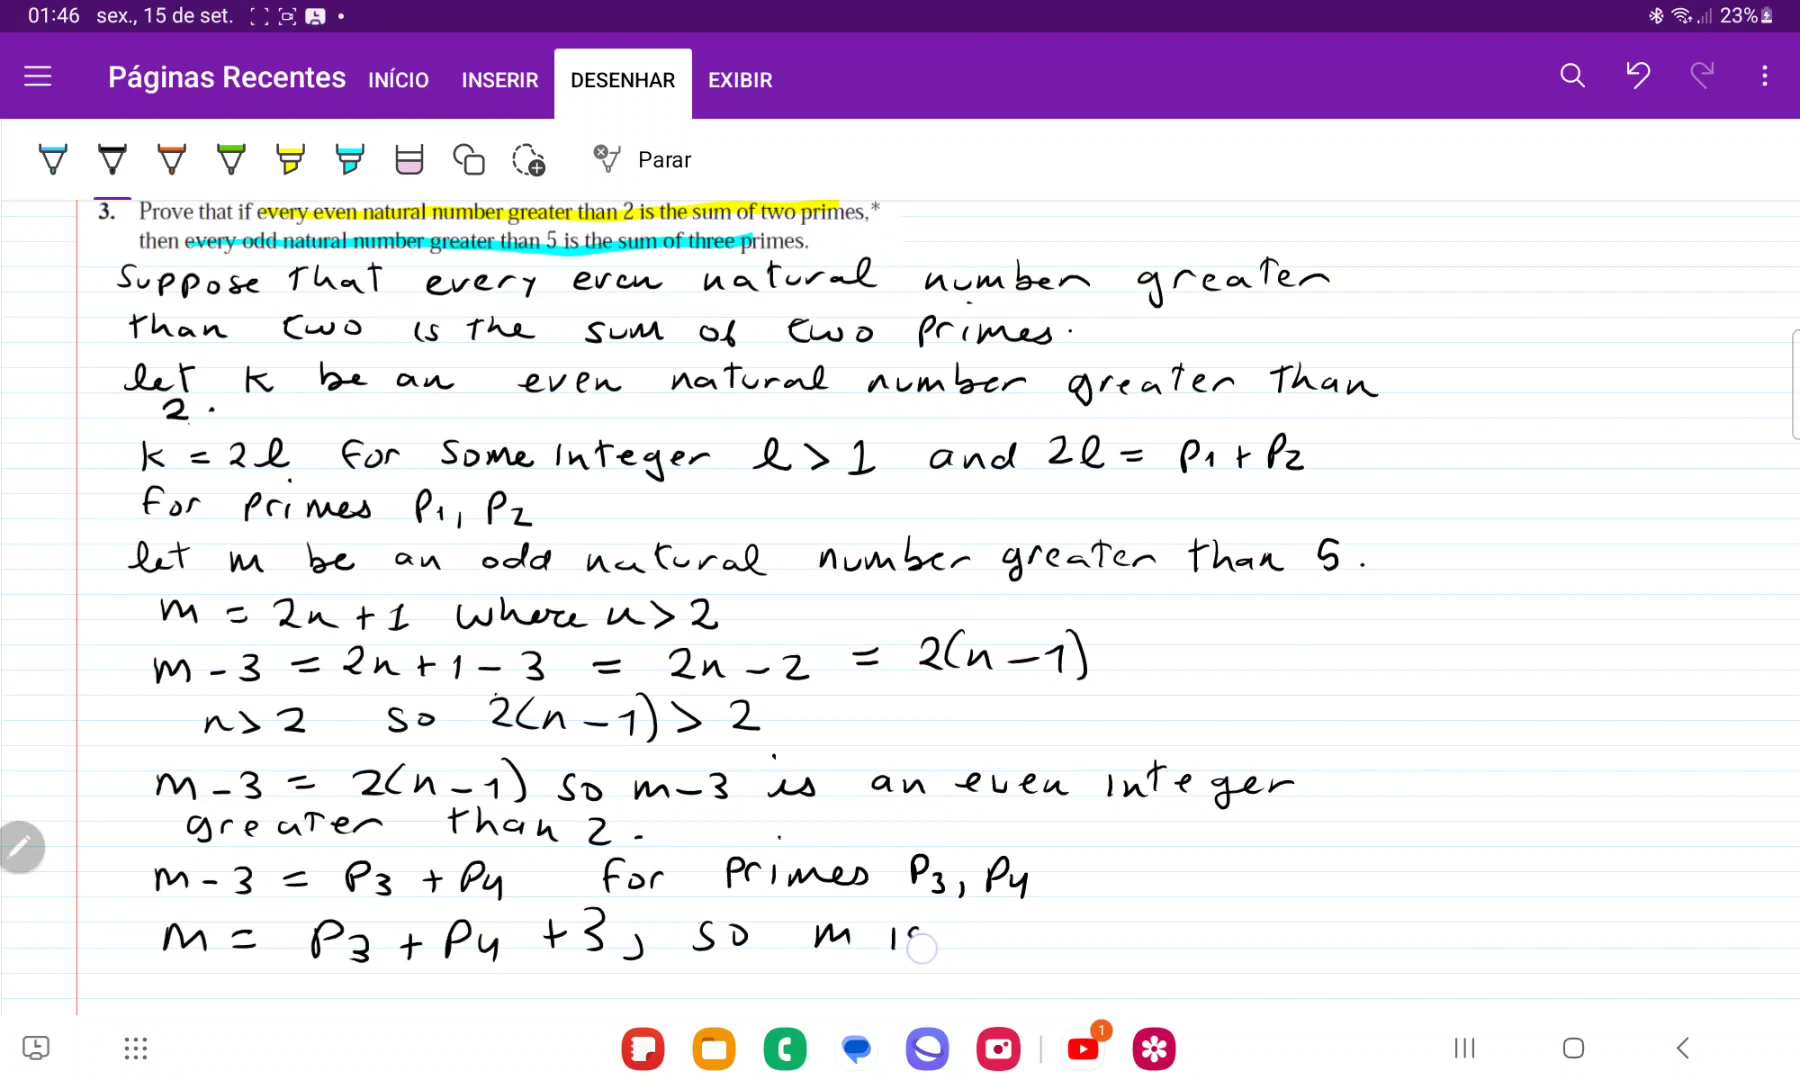 01:46 sex., 15 de set. 23%
Páginas Recentes INÍCIO INSERIR DESENHAR EXIBIR
Parar
3. Prove that if every even natural number greater than 2 is the sum of two primes,*
then every odd natural number greater than 5 is the sum of three primes.
Suppose that every even natural number greater
than two is the sum of two primes.
let k be an even natural number greater than
2.
k = 2l for some integer l > 1 and 2l = P1 + P2
for primes P1, P2
let m be an odd natural number greater than 5.
m = 2n + 1 where n > 2
m - 3 = 2n + 1 - 3 = 2n - 2 = 2(n - 1)
n > 2 so 2(n - 1) > 2
m - 3 = 2(n - 1) so m - 3 is an even integer
greater than 2.
m - 3 = P3 + P4 for primes P3, P4
m = P3 + P4 + 3, so m is
1